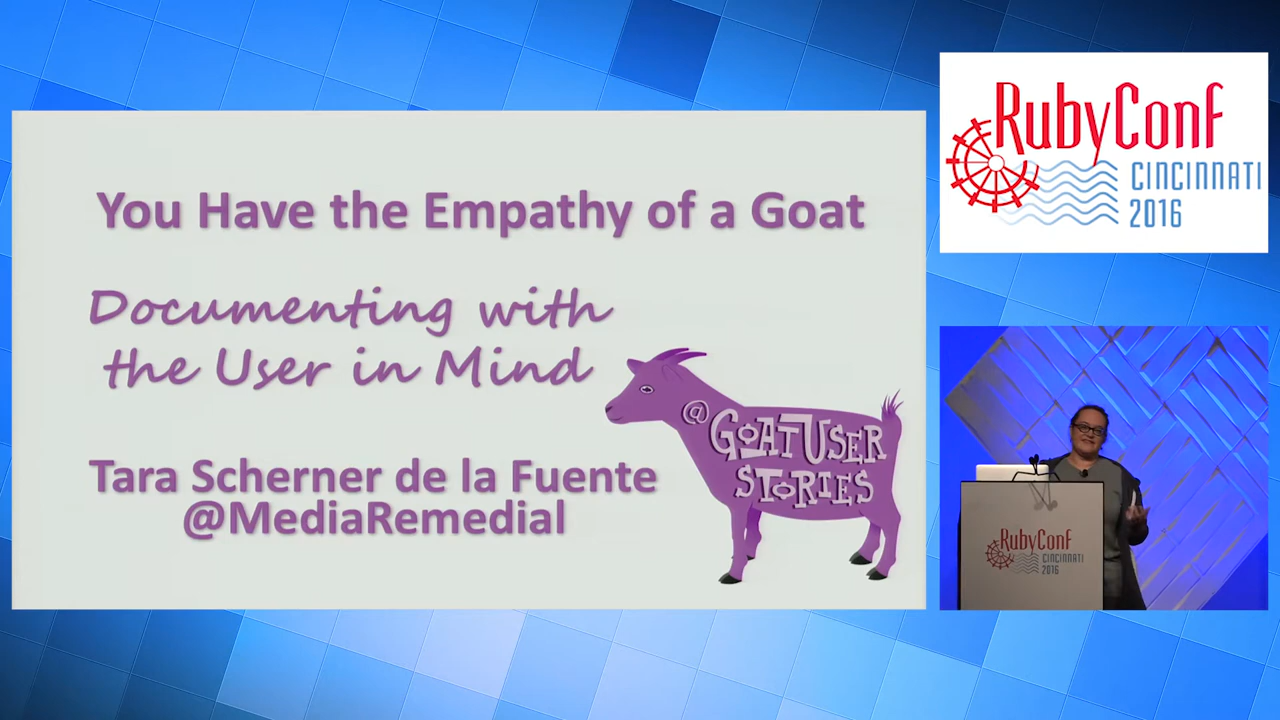 You Have the Empathy of a Goat
Documenting with
the User in Mind
@GOATUSER
STORIES
Tara Scherner de la Fuente
@MediaRemedial
RubyConf
CINCINNATI
2016
RubyConf
CINCINNATI
2016